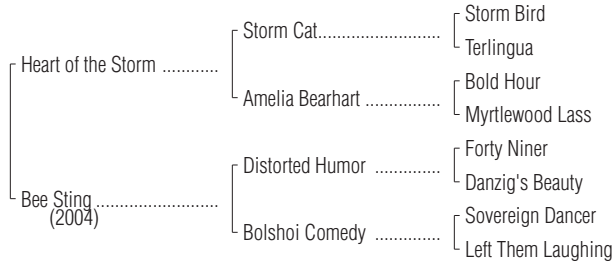 Storm Bird
Storm Cat........................
Terlingua
Heart of the Storm ...........
Bold Hour
Amelia Bearhart ...............
Myrtlewood Lass
Forty Niner
Distorted Humor .............
Danzig's Beauty
Bee Sting ........................
(2004)
Sovereign Dancer
Bolshoi Comedy .............
Left Them Laughing